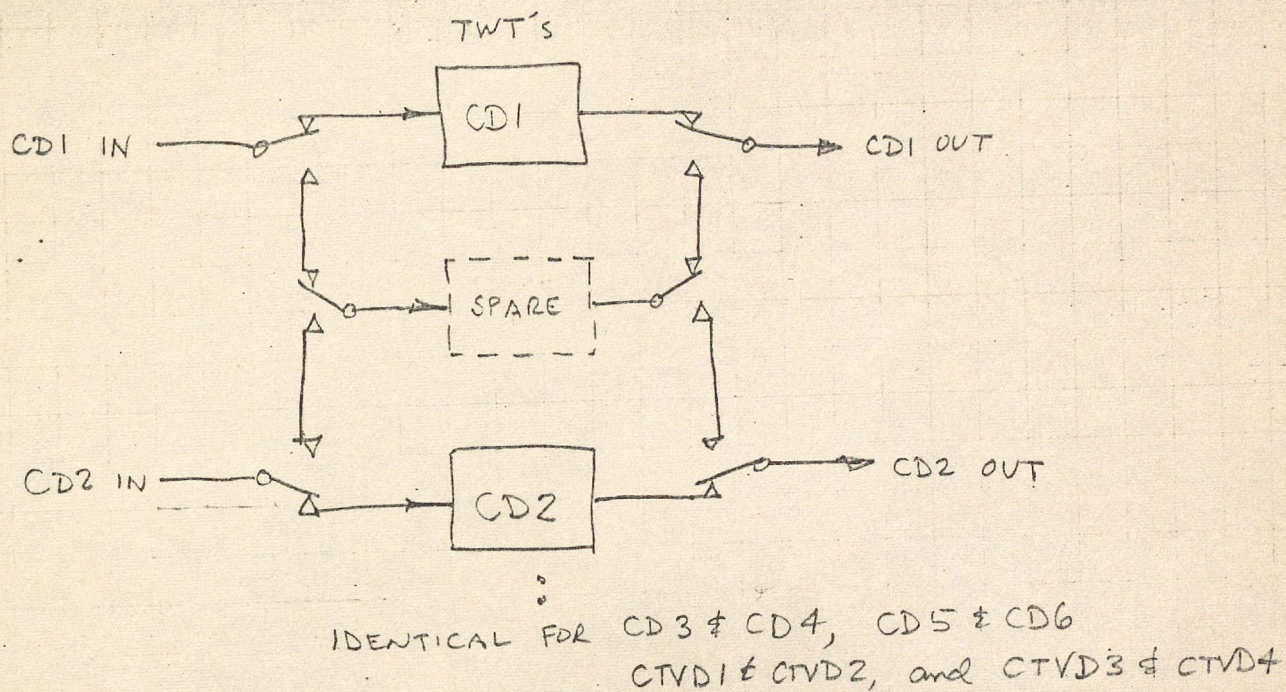 TWT's
CD1 IN
CD1
CD1 OUT
SPARE
CD2 IN
CD2
CD2 OUT
IDENTICAL FOR CD3 & CD4, CD5 & CD6
CTVD1 & CTVD2, and CTVD3 & CTVD4